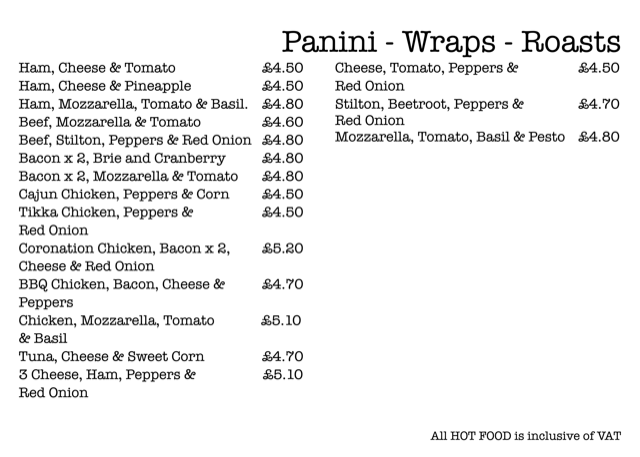 Panini - Wraps - Roasts
Ham, Cheese & Tomato £4.50
Ham, Cheese & Pineapple £4.50
Ham, Mozzarella, Tomato & Basil. £4.80
Beef, Mozzarella & Tomato £4.60
Beef, Stilton, Peppers & Red Onion £4.80
Bacon x 2, Brie and Cranberry £4.80
Bacon x 2, Mozzarella & Tomato £4.80
Cajun Chicken, Peppers & Corn £4.50
Tikka Chicken, Peppers & £4.50
Red Onion
Coronation Chicken, Bacon x 2, £5.20
Cheese & Red Onion
BBQ Chicken, Bacon, Cheese & £4.70
Peppers
Chicken, Mozzarella, Tomato £5.10
& Basil
Tuna, Cheese & Sweet Corn £4.70
3 Cheese, Ham, Peppers & £5.10
Red Onion
Cheese, Tomato, Peppers & £4.50
Red Onion
Stilton, Beetroot, Peppers & £4.70
Red Onion
Mozzarella, Tomato, Basil & Pesto £4.80
All HOT FOOD is inclusive of VAT